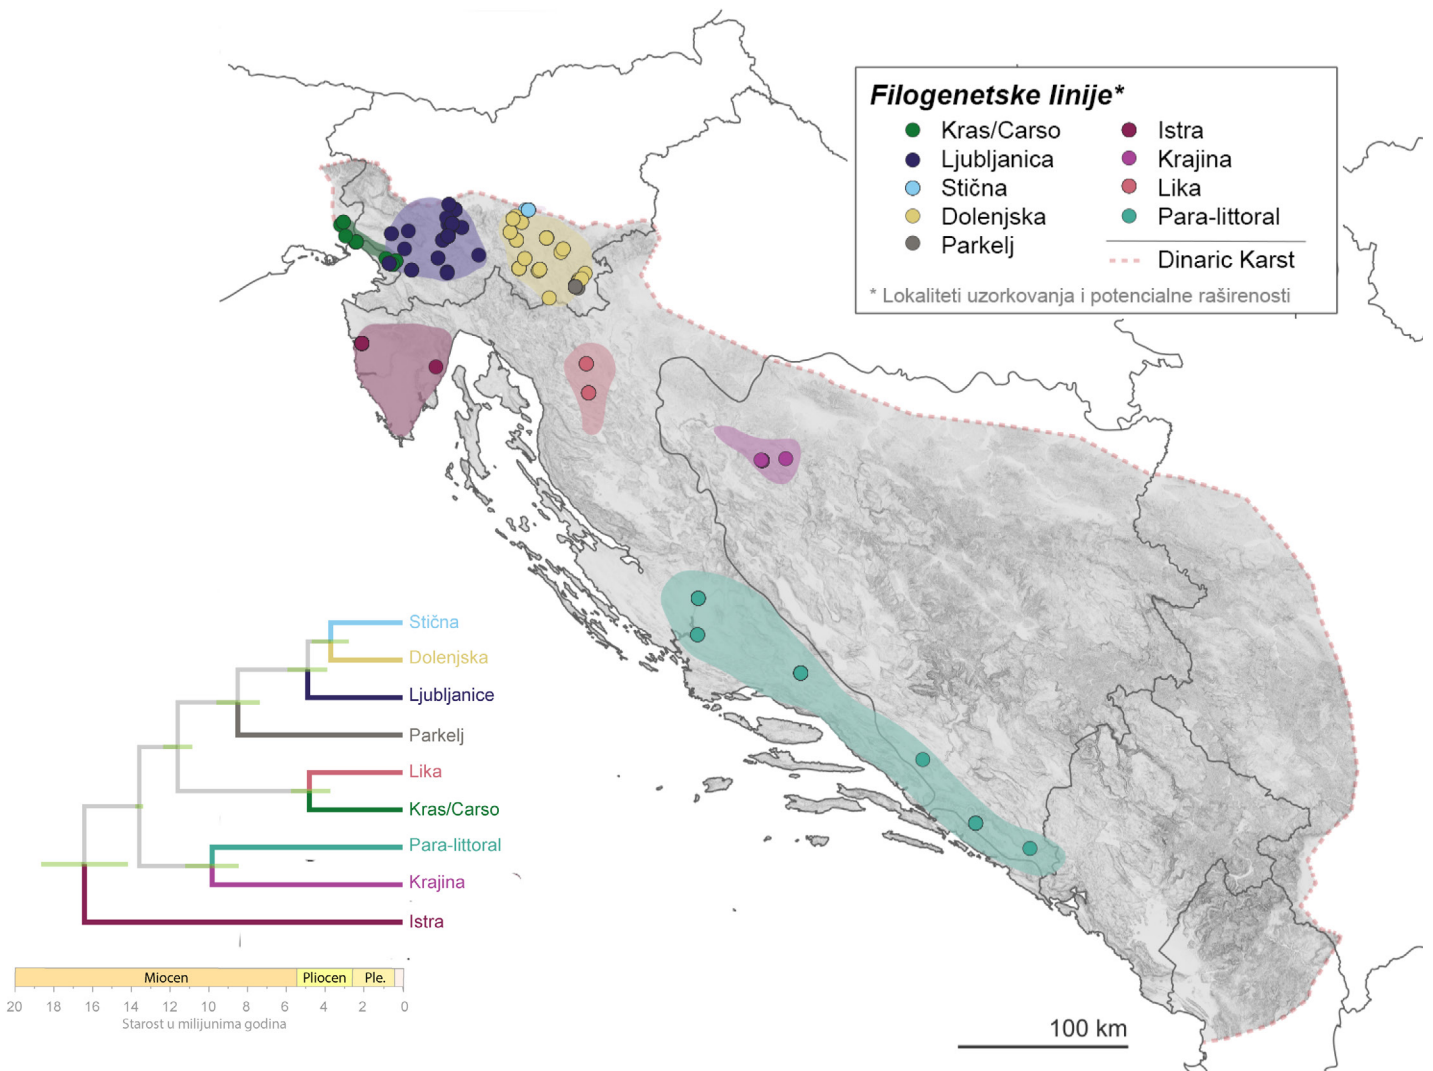 Filogenetske linije*
Kras/Carso
Ljubljanica
Stična
Dolenjska
Parkelj
Istra
Krajina
Lika
Para-littoral
Dinaric Karst
* Lokaliteti uzorkovanja i potencialne raširenosti
Stična
Dolenjska
Ljubljanice
Parkelj
Lika
Kras/Carso
Para-littoral
Krajina
Istra
Miocen Pliocen Ple.
20 18 16 14 12 10 8 6 4 2 0
Starost u milijunima godina
100 km